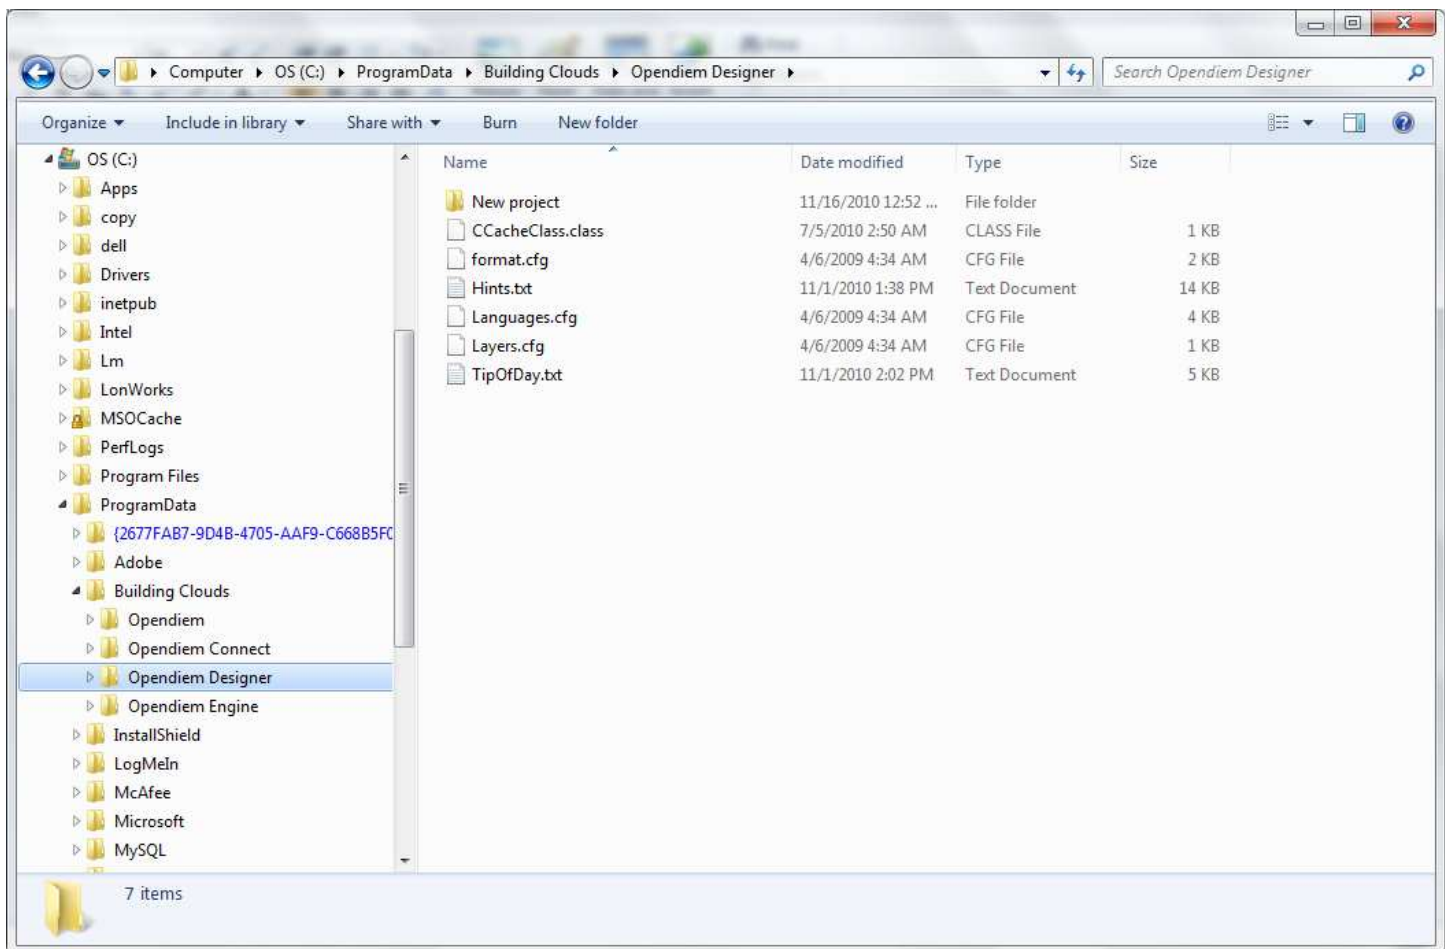 Computer OS (C:) ProgramData Building Clouds Opendiem Designer Search Opendiem Designer
Organize Include in library Share with Burn New folder
Name Date modified Type Size
New project 11/16/2010 12:52 ... File folder
CCacheClass.class 7/5/2010 2:50 AM CLASS File 1 KB
format.cfg 4/6/2009 4:34 AM CFG File 2 KB
Hints.txt 11/1/2010 1:38 PM Text Document 14 KB
Languages.cfg 4/6/2009 4:34 AM CFG File 4 KB
Layers.cfg 4/6/2009 4:34 AM CFG File 1 KB
TipOfDay.txt 11/1/2010 2:02 PM Text Document 5 KB
OS (C:)
Apps
copy
dell
Drivers
inetpub
Intel
Lm
LonWorks
MSOCache
PerfLogs
Program Files
ProgramData
{2677FAB7-9D4B-4705-AAF9-C668B5F0
Adobe
Building Clouds
Opendiem
Opendiem Connect
Opendiem Designer
Opendiem Engine
InstallShield
LogMeIn
McAfee
Microsoft
MySQL
7 items